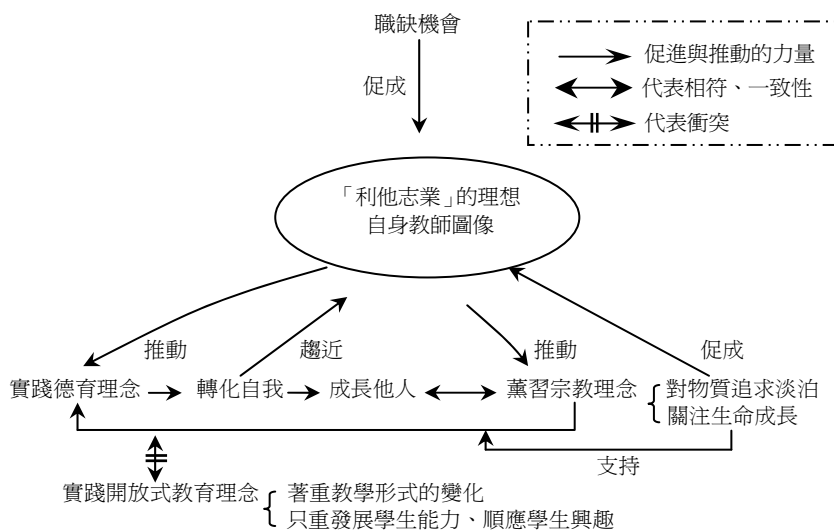 職缺機會
促成
促進與推動的力量
代表相符、一致性
代表衝突
「利他志業」的理想
自身教師圖像
推動
趨近
推動
促成
實踐德育理念
轉化自我
成長他人
薰習宗教理念
對物質追求淡泊
關注生命成長
支持
實踐開放式教育理念
著重教學形式的變化
只重發展學生能力、順應學生興趣